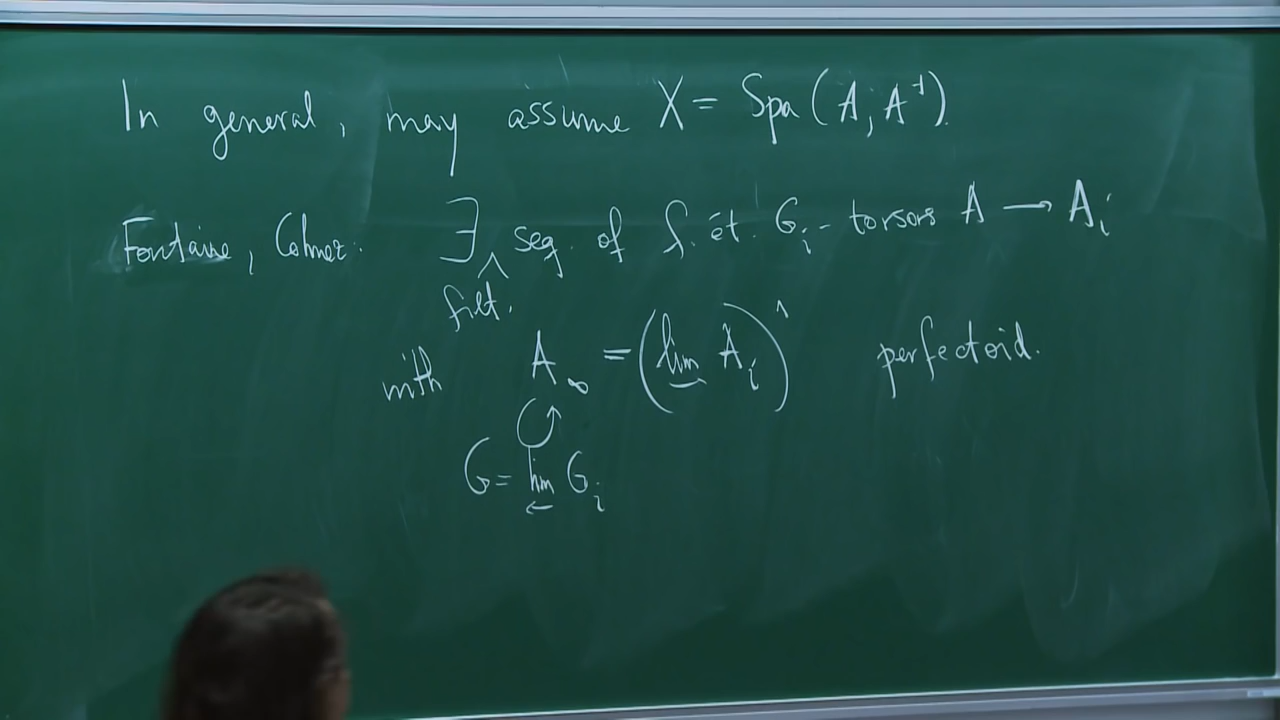 In general, may assume X = Spa(A, A⁺).
Fontaine, Colmez: ∃ seq. of f. ét. G_i-torsors A → A_i
^ filt.
with A_∞ = (lim A_i)^ perfectoid.
↺
G = lim← G_i